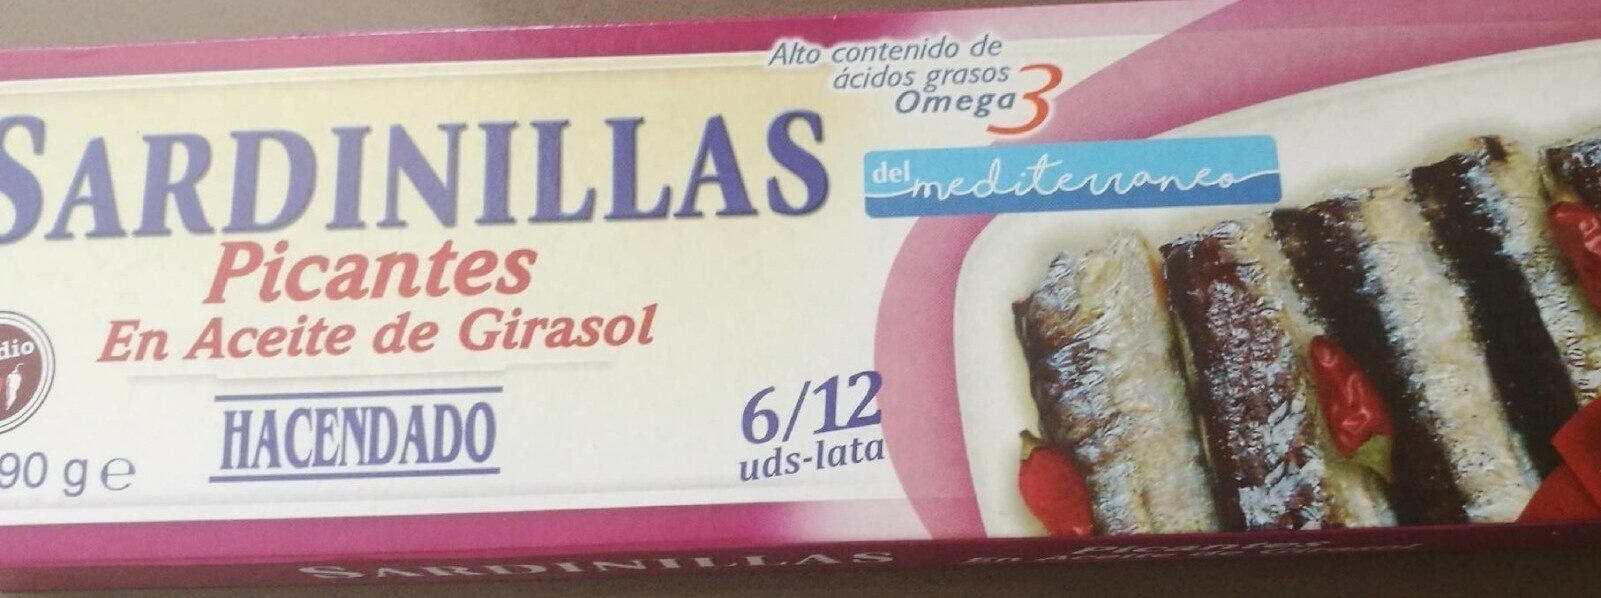 Alto contenido de
ácidos grasos
Omega 3
SARDINILLAS
del mediterraneo
Picantes
En Aceite de Girasol
HACENDADO
6/12
uds-lata
90 g e
SARDINILLAS